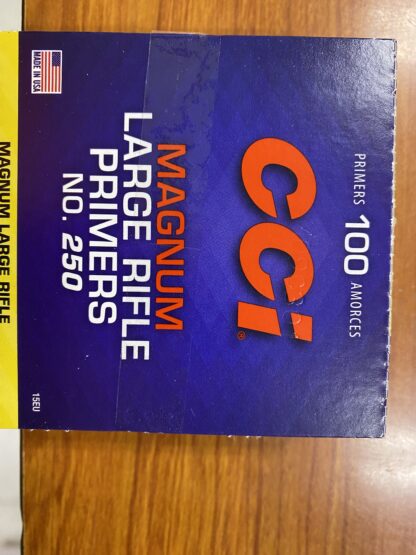 PRIMERS 100 AMORCES
CCI®
MAGNUM
LARGE RIFLE
PRIMERS
NO. 250
MADE IN USA
15EU
MAGNUM LARGE RIFLE